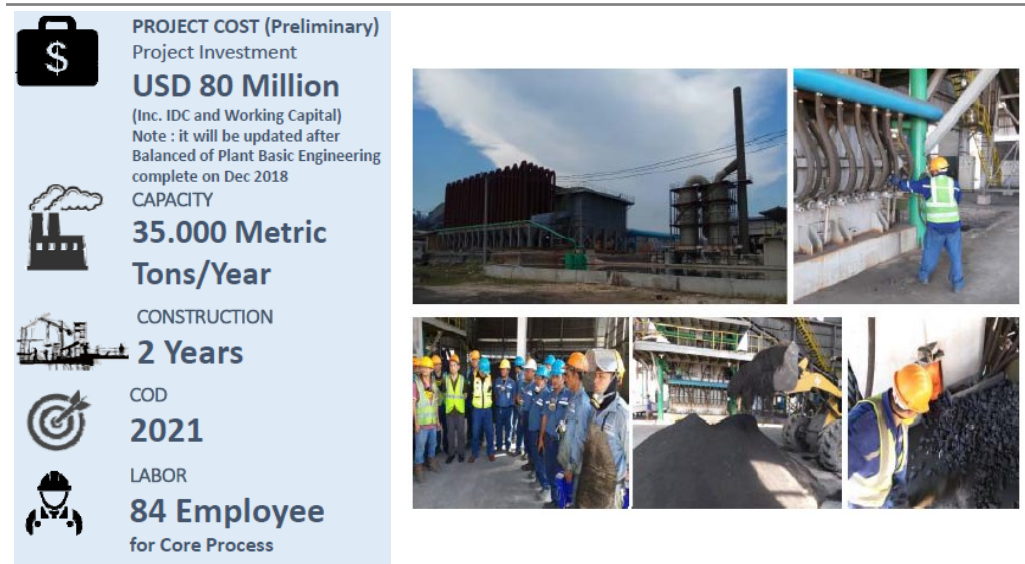 PROJECT COST (Preliminary)
Project Investment
USD 80 Million
(Inc. IDC and Working Capital)
Note : it will be updated after
Balanced of Plant Basic Engineering
complete on Dec 2018
CAPACITY
35.000 Metric
Tons/Year
CONSTRUCTION
2 Years
COD
2021
LABOR
84 Employee
for Core Process